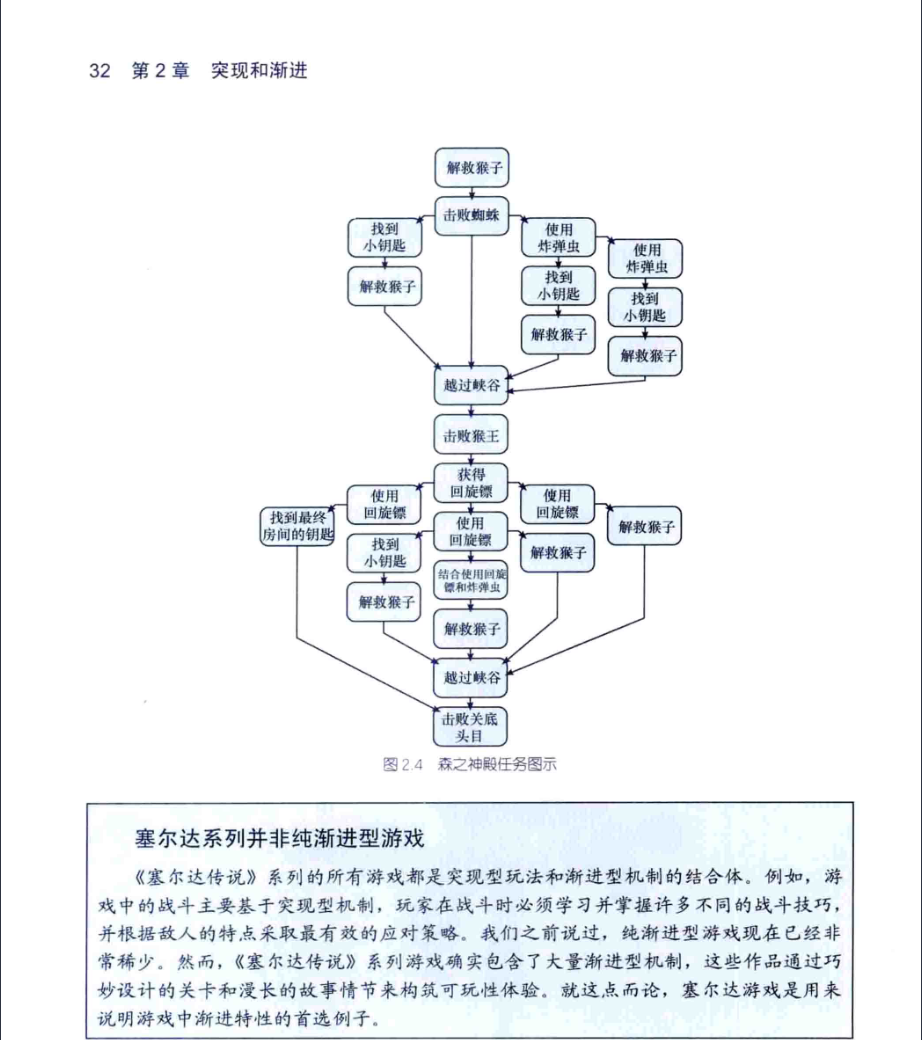 32 第 2 章 突现和渐进
解救猴子
击败蜘蛛
找到
小钥匙
使用
炸弹虫
使用
炸弹虫
解救猴子
找到
小钥匙
找到
小钥匙
解救猴子
解救猴子
越过峡谷
击败猴王
获得
回旋镖
使用
回旋镖
使用
回旋镖
找到最终
房间的钥匙
使用
回旋镖
解救猴子
找到
小钥匙
解救猴子
结合使用回旋
镖和炸弹虫
解救猴子
解救猴子
越过峡谷
击败关底
头目
图 2.4 森之神殿任务图示
塞尔达系列并非纯渐进型游戏
《塞尔达传说》系列的所有游戏都是突现型玩法和渐进型机制的结合体。例如，游
戏中的战斗主要基于突现型机制，玩家在战斗时必须学习并掌握许多不同的战斗技巧，
并根据敌人的特点采取最有效的应对策略。我们之前说过，纯渐进型游戏现在已经非
常稀少。然而，《塞尔达传说》系列游戏确实包含了大量渐进型机制，这些作品通过巧
妙设计的关卡和漫长的故事情节来构筑可玩性体验。就这点而论，塞尔达游戏是用来
说明游戏中渐进特性的首选例子。